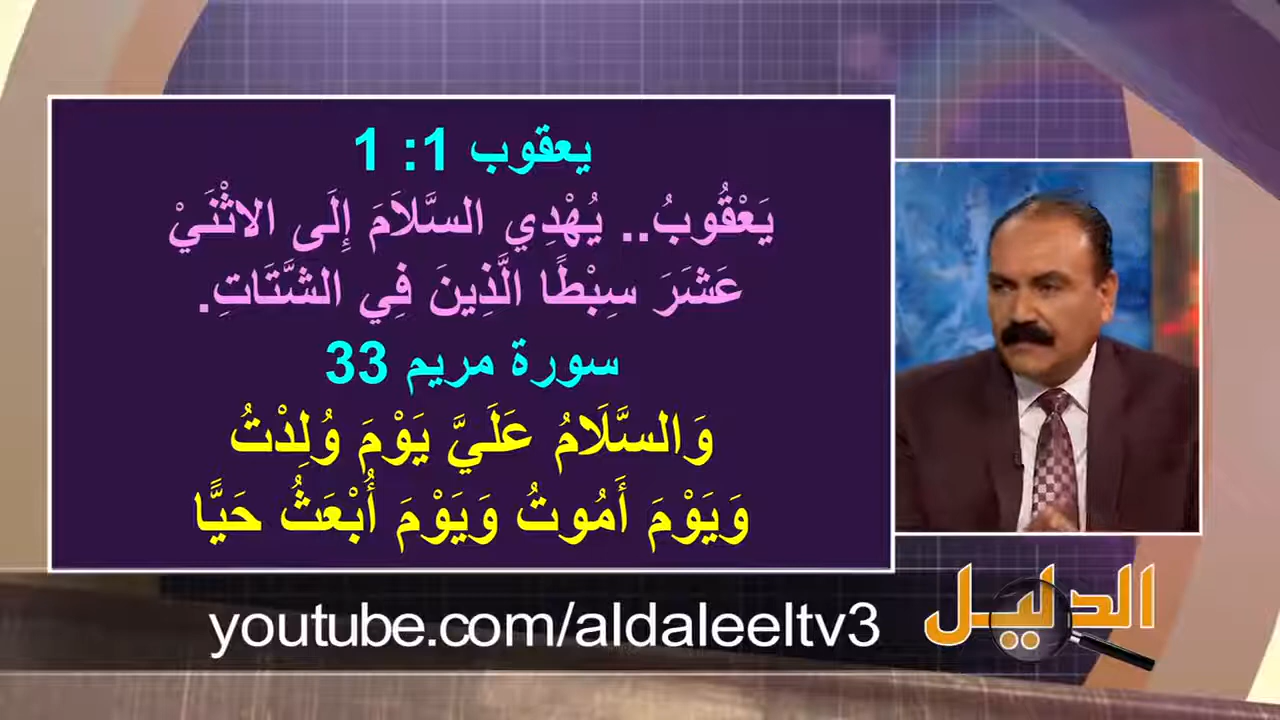 يعقوب 1: 1
يَعْقُوبُ.. يُهْدِي السَّلاَمَ إِلَى الاثْنَيْ
عَشَرَ سِبْطًا الَّذِينَ فِي الشَّتَاتِ.
سورة مريم 33
وَالسَّلَامُ عَلَيَّ يَوْمَ وُلِدْتُ
وَيَوْمَ أَمُوتُ وَيَوْمَ أُبْعَثُ حَيًّا
الدليل
youtube.com/aldaleeltv3